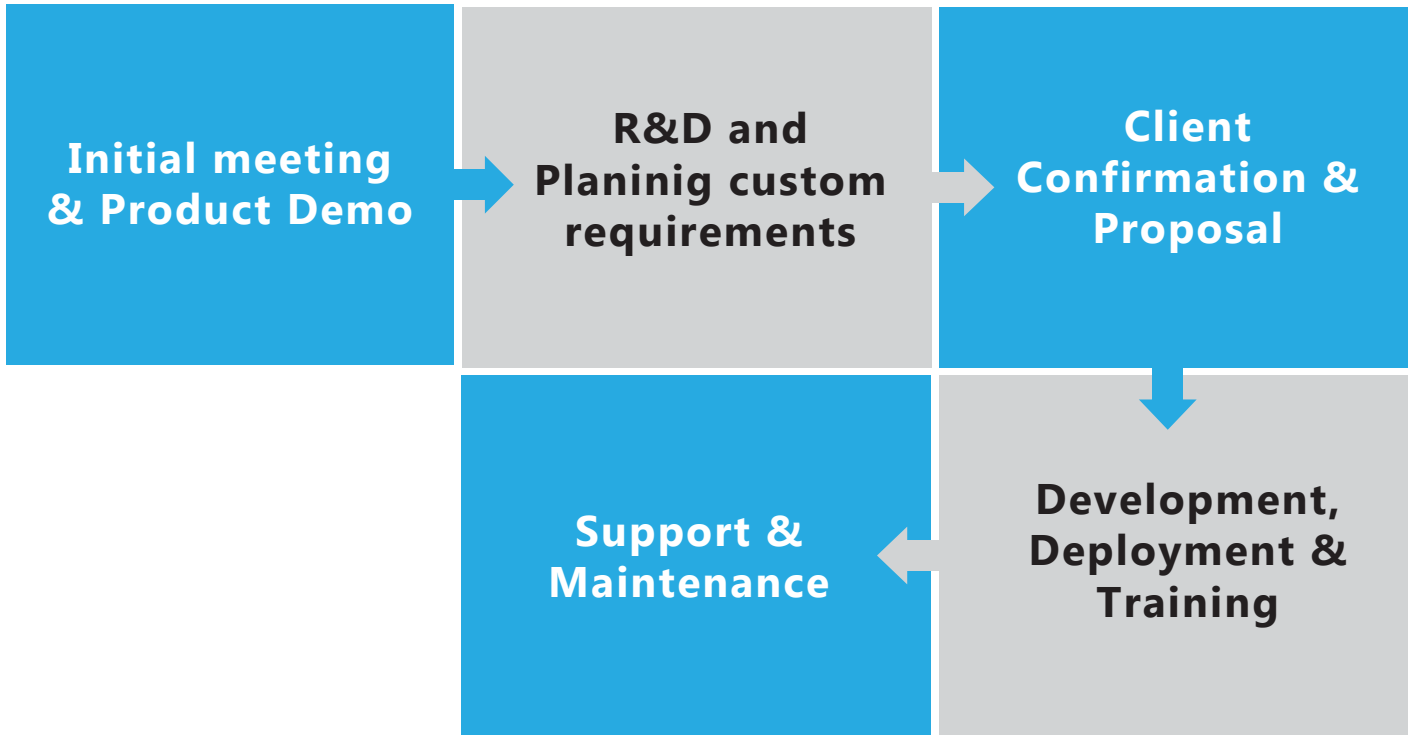 Initial meeting
& Product Demo
R&D and
Planinig custom
requirements
Client
Confirmation &
Proposal
Development,
Deployment &
Training
Support &
Maintenance